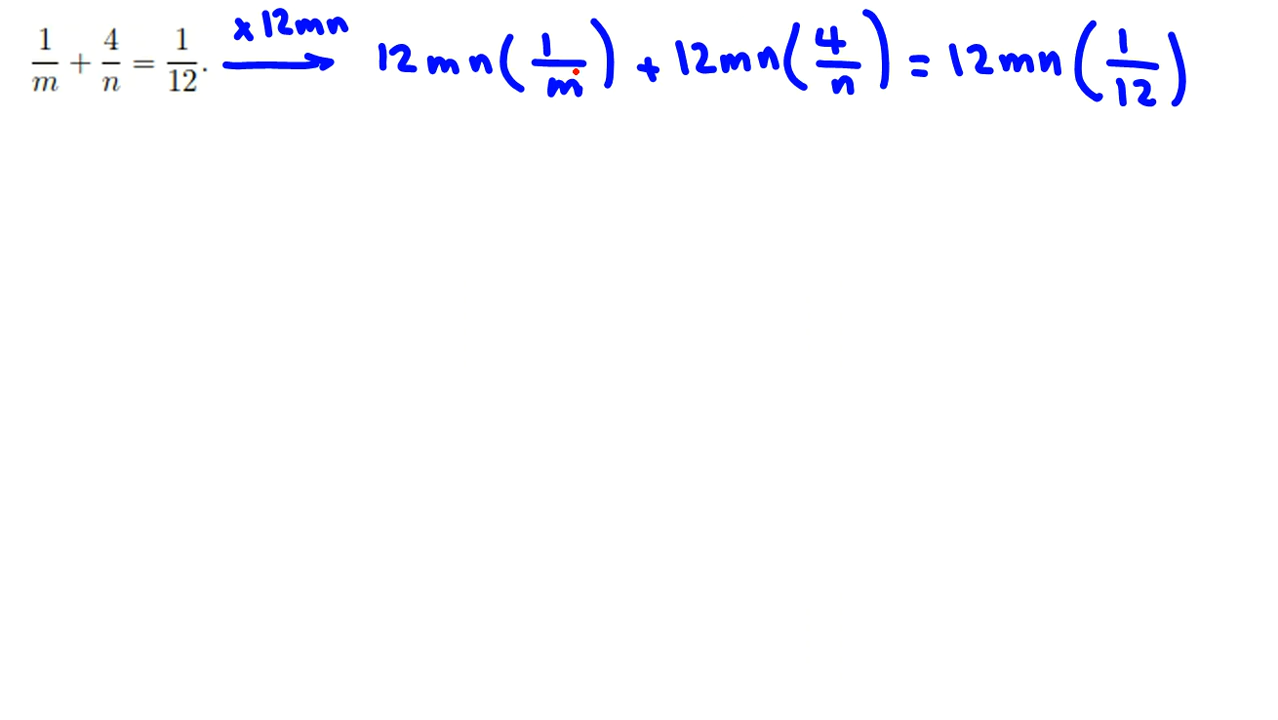 1/m + 4/n = 1/12. ×12mn → 12mn(1/m) + 12mn(4/n) = 12mn(1/12)